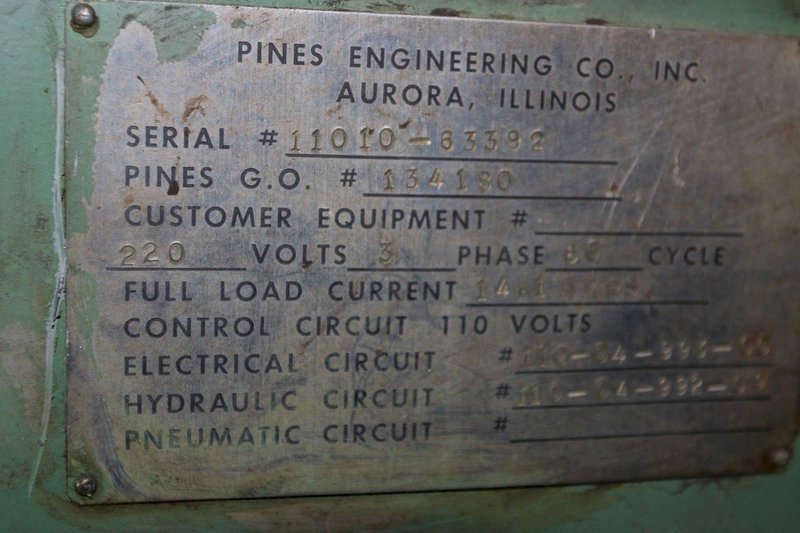 PINES ENGINEERING CO., INC.
AURORA, ILLINOIS
SERIAL # 11010-63392
PINES G.O. # 134190
CUSTOMER EQUIPMENT #
220 VOLTS 3 PHASE 60 CYCLE
FULL LOAD CURRENT
CONTROL CIRCUIT 110 VOLTS
ELECTRICAL CIRCUIT #
HYDRAULIC CIRCUIT #
PNEUMATIC CIRCUIT #